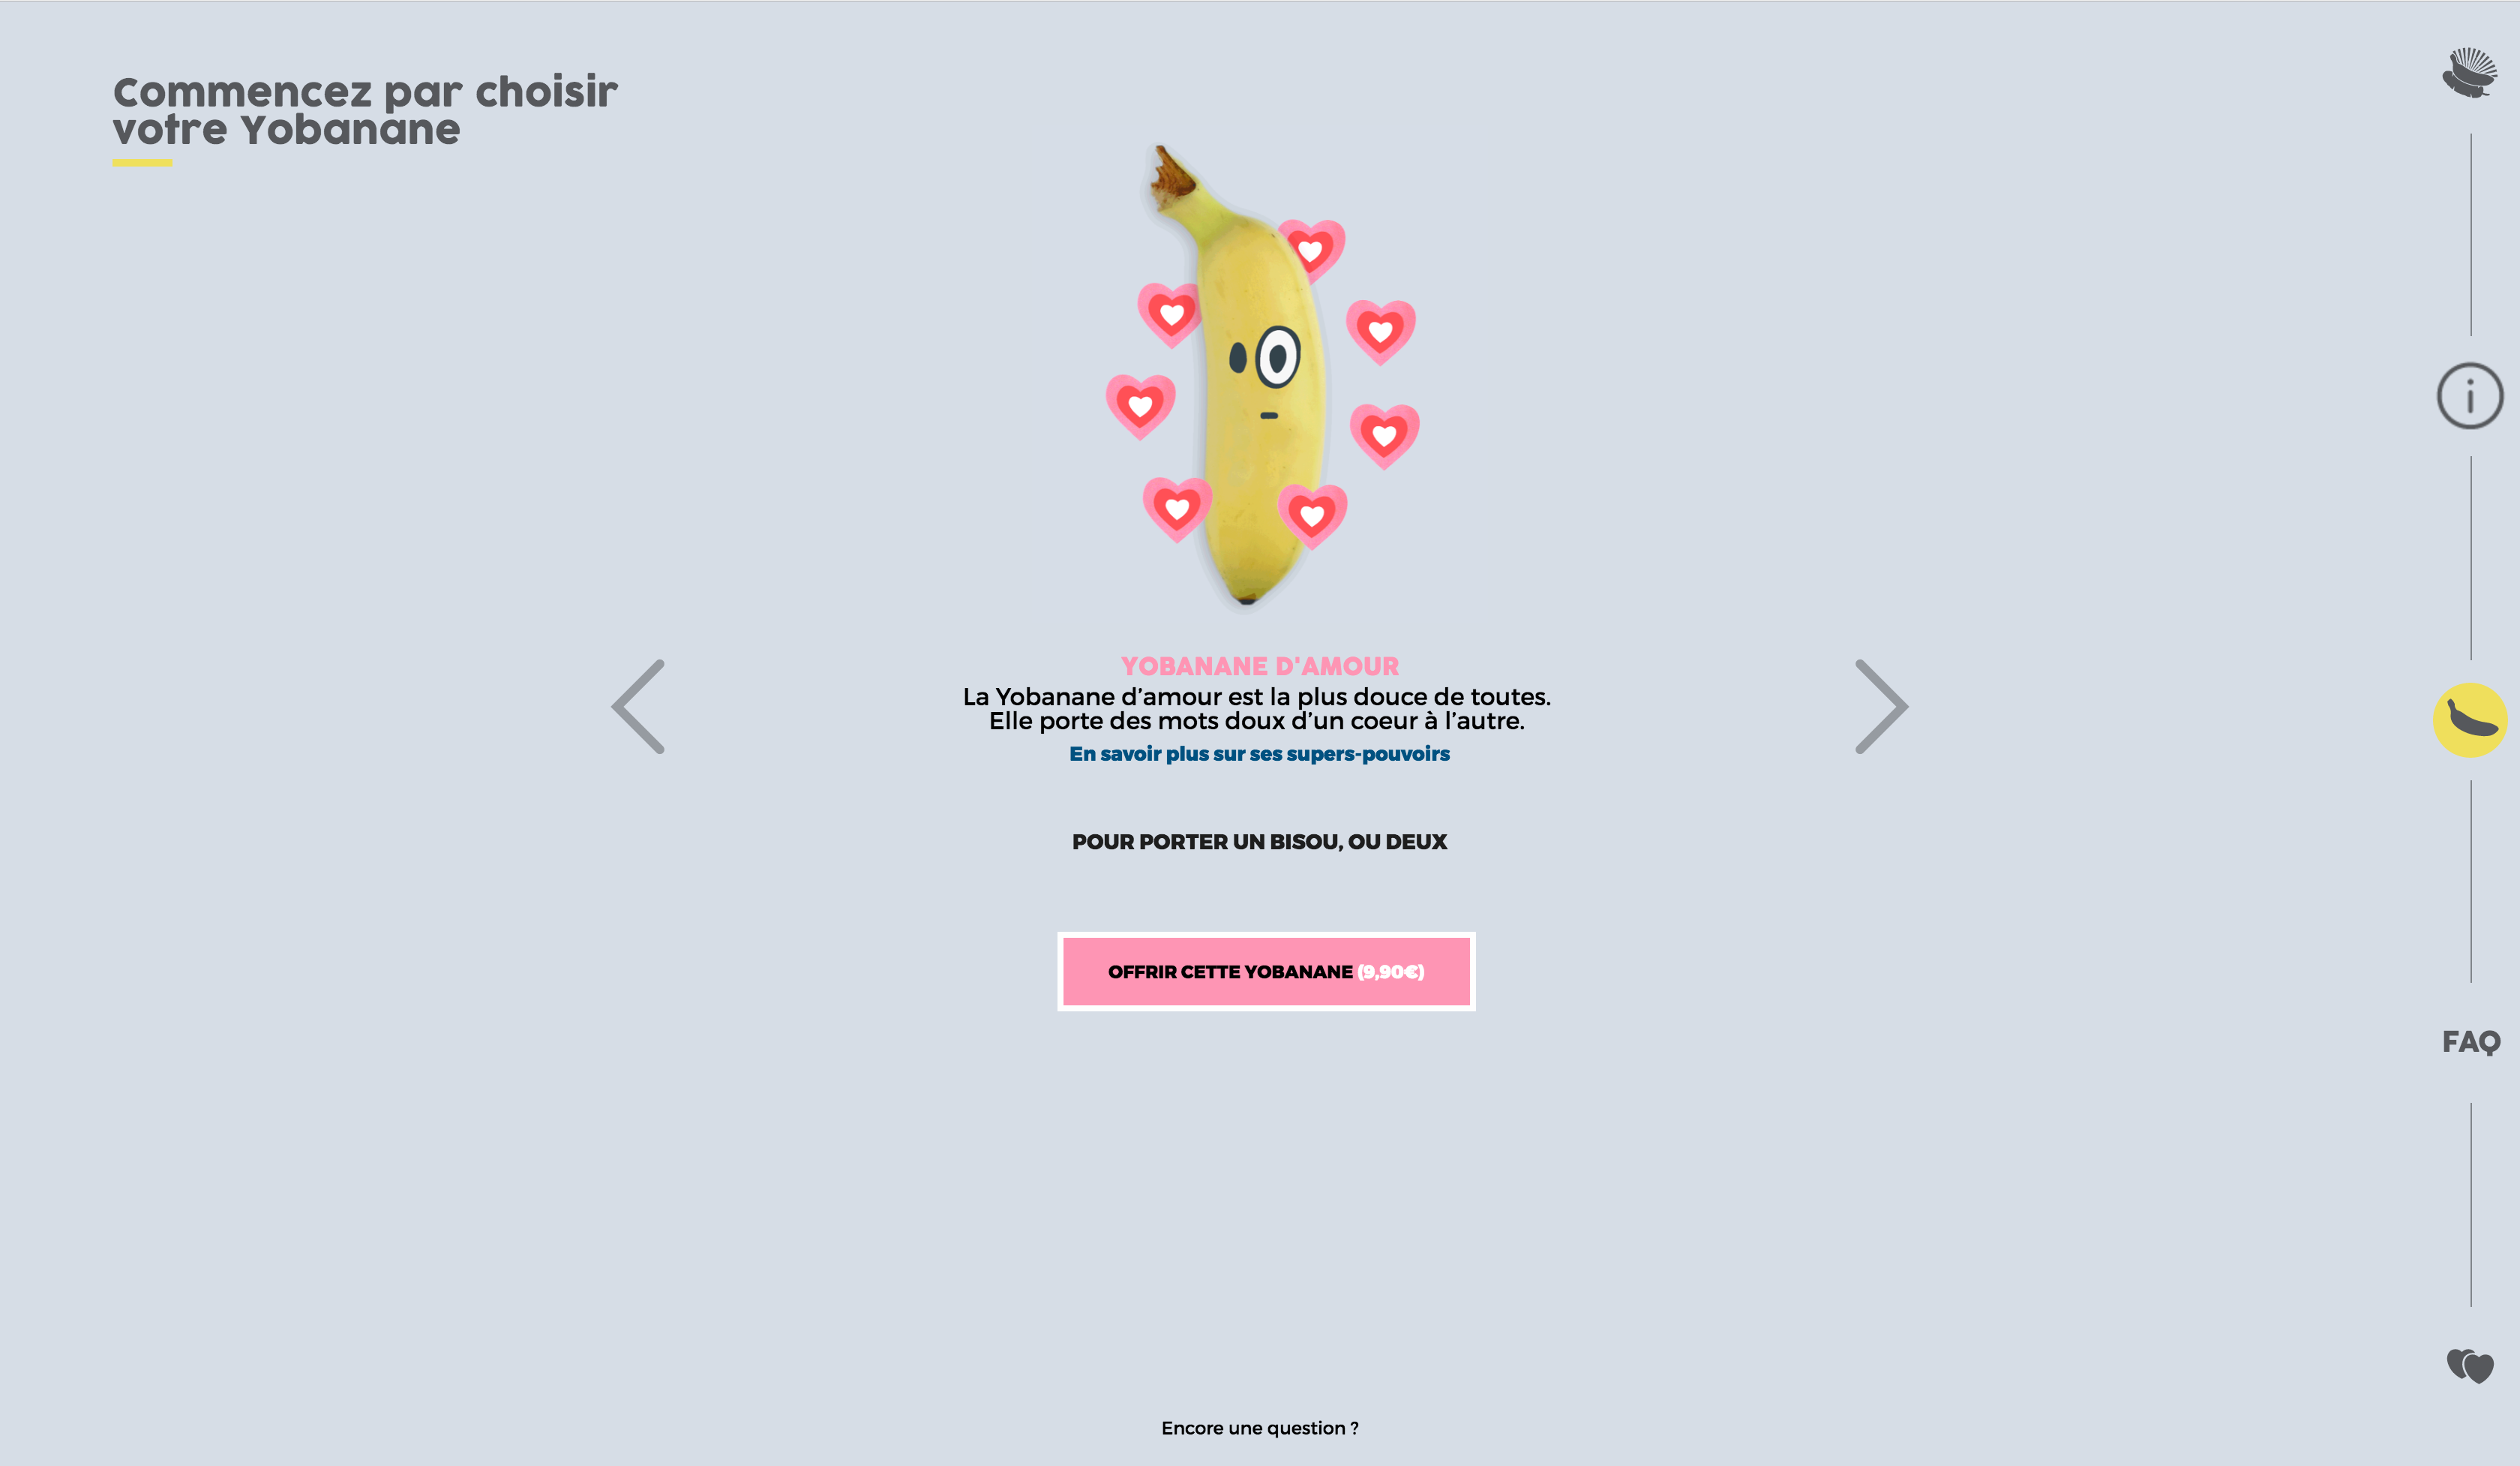 Commencez par choisir
votre Yobanane
YOBANANE D'AMOUR
La Yobanane d’amour est la plus douce de toutes.
Elle porte des mots doux d’un coeur à l’autre.
En savoir plus sur ses supers-pouvoirs
POUR PORTER UN BISOU, OU DEUX
OFFRIR CETTE YOBANANE (9,90€)
FAQ
Encore une question ?